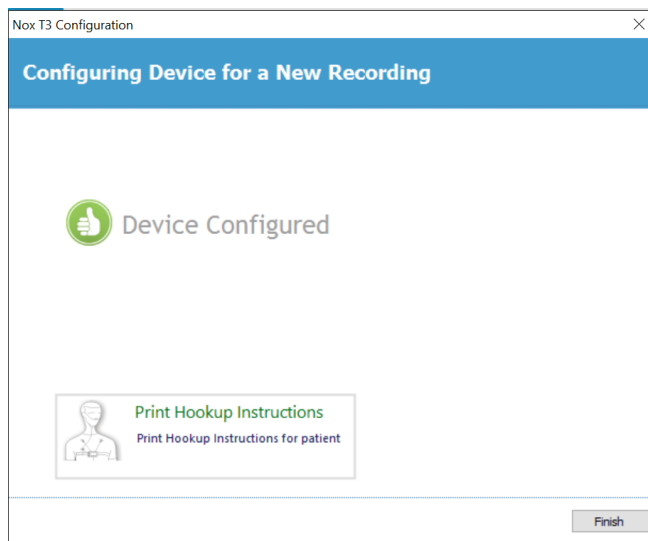 Nox T3 Configuration
Configuring Device for a New Recording
Device Configured
Print Hookup Instructions
Print Hookup Instructions for patient
Finish